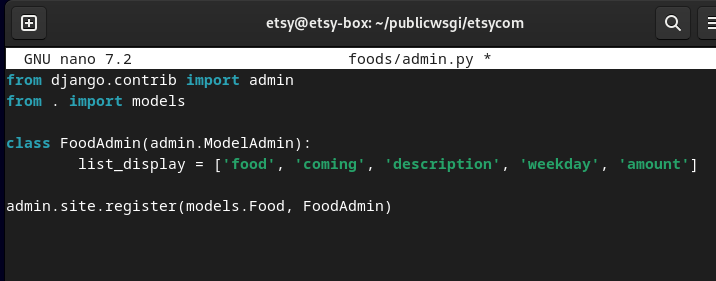 etsy@etsy-box: ~/publicwsgi/etsycom
GNU nano 7.2 foods/admin.py *
from django.contrib import admin
from . import models
class FoodAdmin(admin.ModelAdmin):
        list_display = ['food', 'coming', 'description', 'weekday', 'amount']
admin.site.register(models.Food, FoodAdmin)